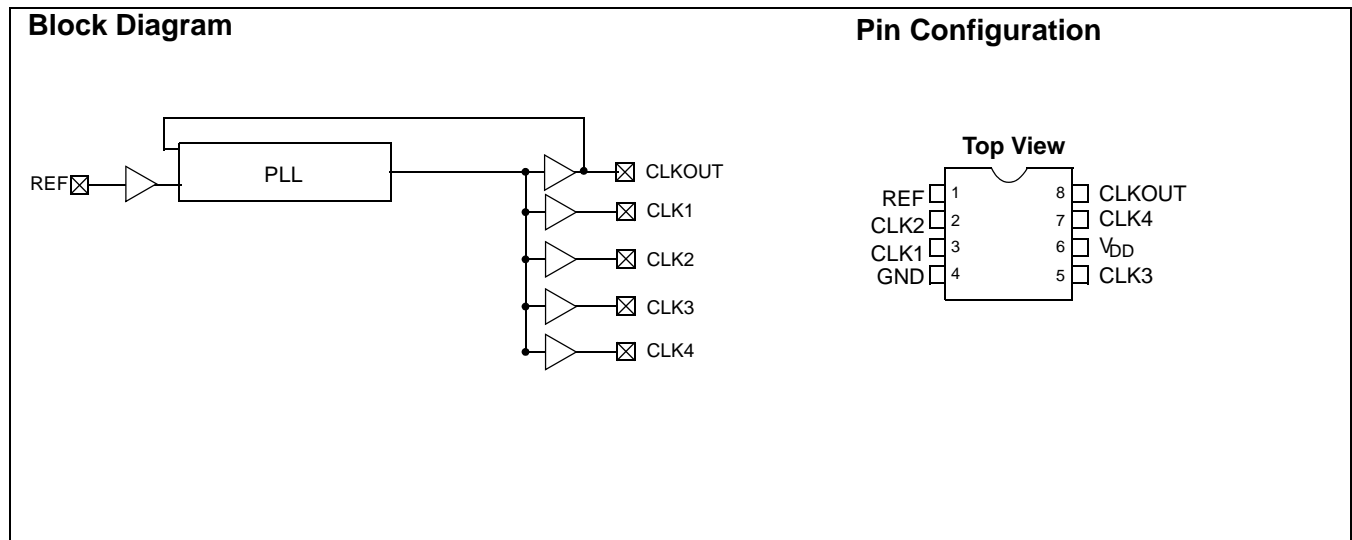 Block Diagram
Pin Configuration
REF
PLL
CLKOUT
CLK1
CLK2
CLK3
CLK4
Top View
REF 1 8 CLKOUT
CLK2 2 7 CLK4
CLK1 3 6 VDD
GND 4 5 CLK3